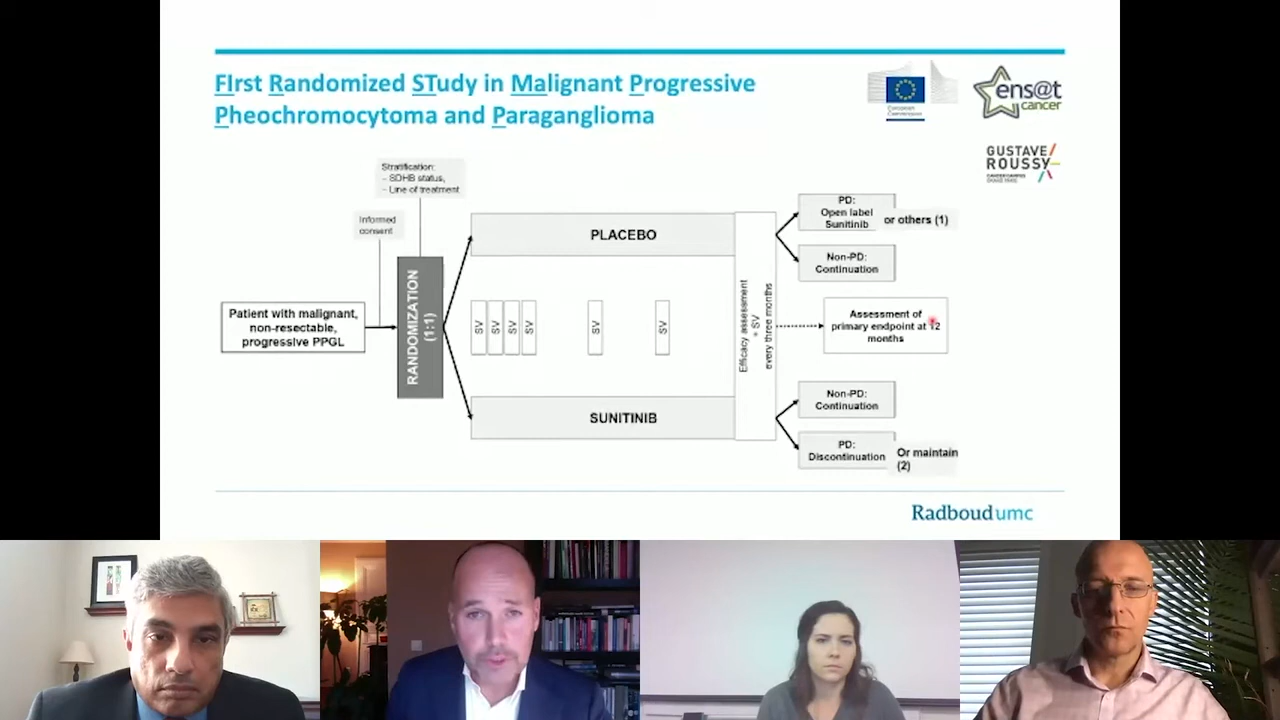 FIrst Randomized STudy in Malignant Progressive
Pheochromocytoma and Paraganglioma
European
Commission
ens@t
cancer
GUSTAVE
ROUSSY
Stratification:
– SDHB status,
– Line of treatment
Informed
consent
Patient with malignant,
non-resectable,
progressive PPGL
RANDOMIZATION
(1:1)
PLACEBO
SV
SV
SV
SV
SV
SV
SUNITINIB
Efficacy assessment
+ SV
every three months
PD:
Open label
Sunitinib
or others (1)
Non-PD:
Continuation
Assessment of
primary endpoint at 12
months
Non-PD:
Continuation
PD:
Discontinuation
Or maintain
(2)
Radboudumc